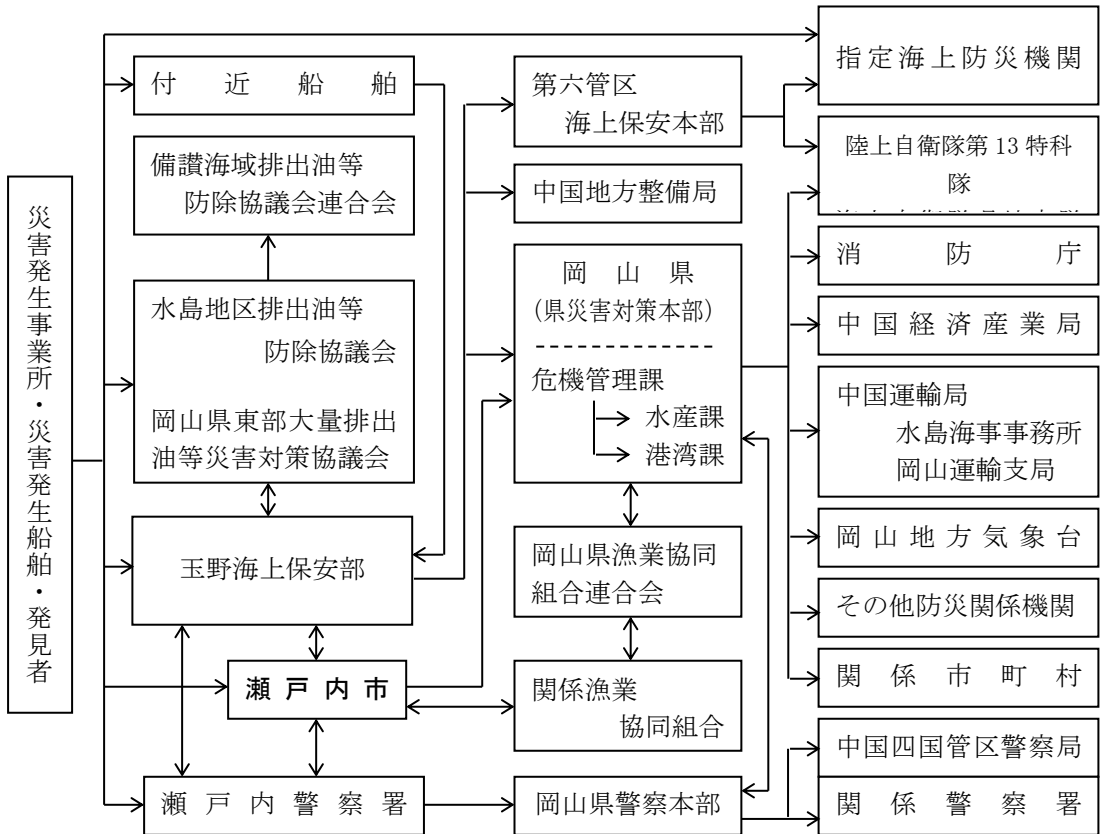 災害発生事業所・災害発生船舶・発見者
付近船舶
備讃海域排出油等
防除協議会連合会
水島地区排出油等
防除協議会
岡山県東部大量排出
油等災害対策協議会
玉野海上保安部
瀬戸内市
瀬戸内警察署
第六管区
海上保安本部
中国地方整備局
岡山県
(県災害対策本部)
危機管理課
水産課
港湾課
岡山県漁業協同
組合連合会
関係漁業
協同組合
岡山県警察本部
指定海上防災機関
陸上自衛隊第13特科
隊
消防庁
中国経済産業局
中国運輸局
水島海事事務所
岡山運輸支局
岡山地方気象台
その他防災関係機関
関係市町村
中国四国管区警察局
関係警察署